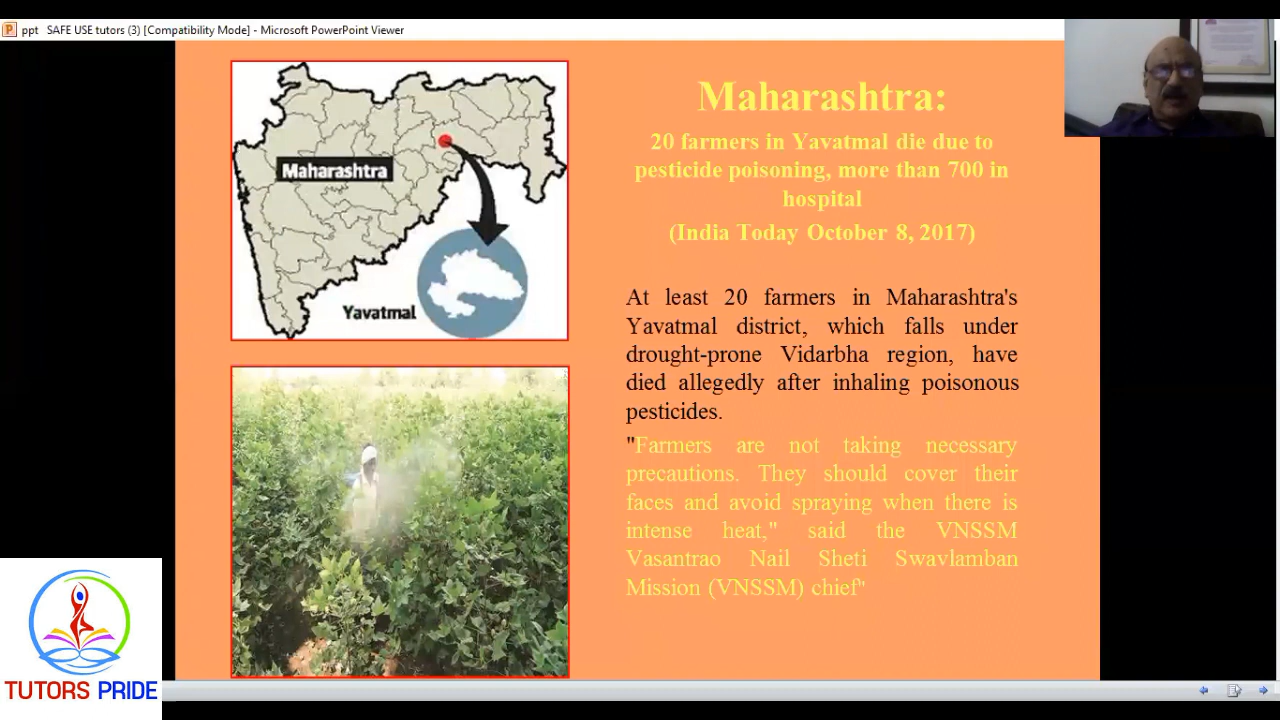 ppt SAFE USE tutors (3) [Compatibility Mode] - Microsoft PowerPoint Viewer
Maharashtra
Yavatmal
Maharashtra:
20 farmers in Yavatmal die due to
pesticide poisoning, more than 700 in
hospital
(India Today October 8, 2017)
At least 20 farmers in Maharashtra's
Yavatmal district, which falls under
drought-prone Vidarbha region, have
died allegedly after inhaling poisonous
pesticides.
"Farmers are not taking necessary
precautions. They should cover their
faces and avoid spraying when there is
intense heat," said the VNSSM
Vasantrao Nail Sheti Swavlamban
Mission (VNSSM) chief"
TUTORS PRIDE